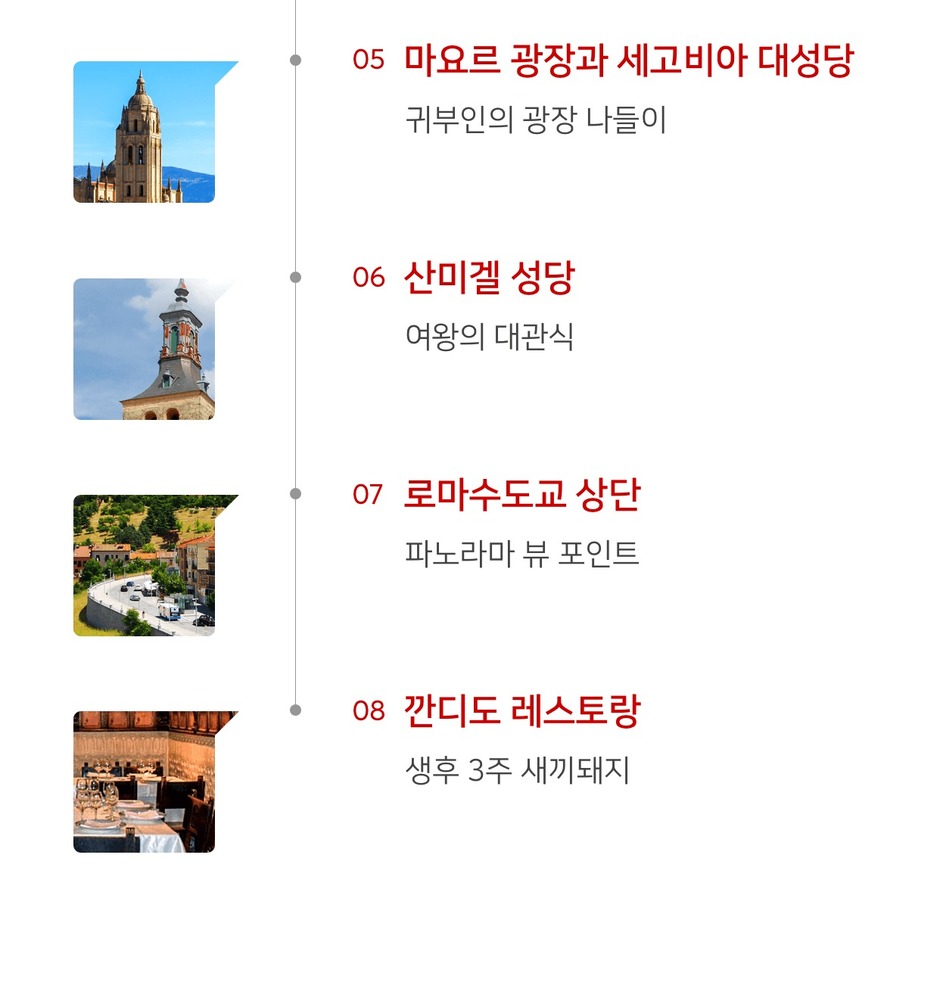 05 마요르 광장과 세고비아 대성당
귀부인의 광장 나들이
06 산미겔 성당
여왕의 대관식
07 로마수도교 상단
파노라마 뷰 포인트
08 깐디도 레스토랑
생후 3주 새끼돼지